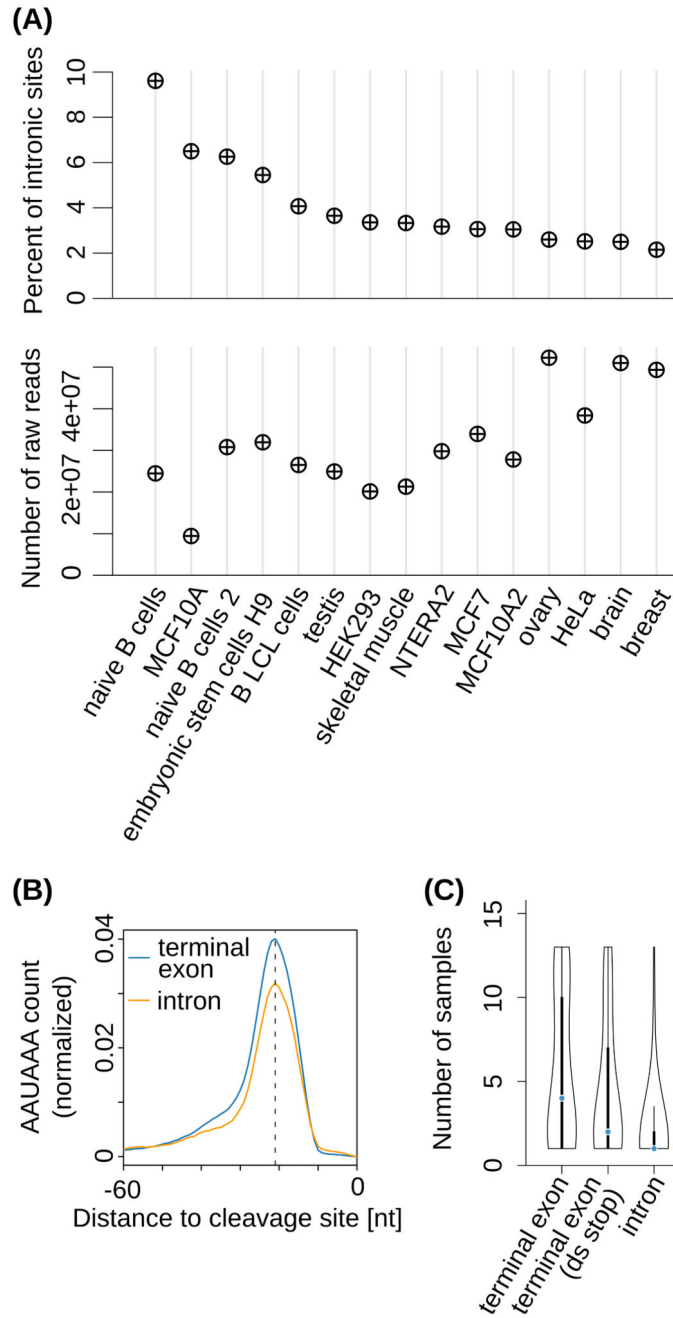 (A)
Percent of intronic sites
10
8
6
4
2
0
Number of raw reads
4e+07
2e+07
0
naive B cells
MCF10A
naive B cells 2
embryonic stem cells H9
B LCL cells
testis
HEK293
skeletal muscle
NTERA2
MCF7
MCF10A2
ovary
HeLa
brain
breast
(B)
AAUAAA count
(normalized)
0.04
0.02
0
terminal
exon
intron
-60
0
Distance to cleavage site [nt]
(C)
Number of samples
15
10
5
0
terminal exon
terminal exon
(ds stop)
intron